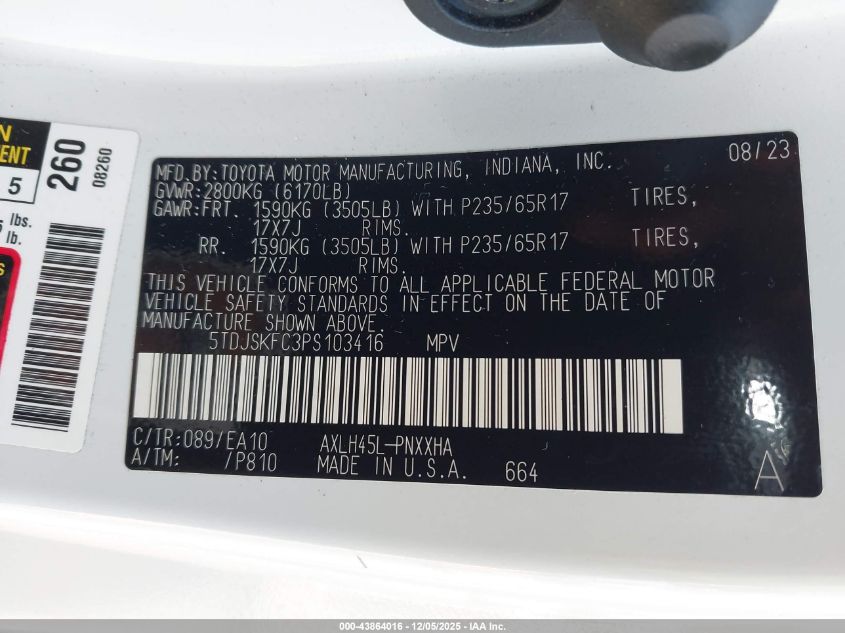 MENT
5
lbs.
lb.
260
08260
MFD.BY:TOYOTA MOTOR MANUFACTURING, INDIANA, INC. 08/23
GVWR:2800KG (6170LB)
GAWR:FRT. 1590KG (3505LB) WITH P235/65R17 TIRES,
17X7J RIMS.
RR. 1590KG (3505LB) WITH P235/65R17 TIRES,
17X7J RIMS.
THIS VEHICLE CONFORMS TO ALL APPLICABLE FEDERAL MOTOR
VEHICLE SAFETY STANDARDS IN EFFECT ON THE DATE OF
MANUFACTURE SHOWN ABOVE.
5TDJSKFC3PS103416 MPV
C/TR:089/EA10 AXLH45L-PNXXHA
A/TM: /P810 MADE IN U.S.A. 664 A
000-43864016 - 12/05/2025 - IAA Inc.